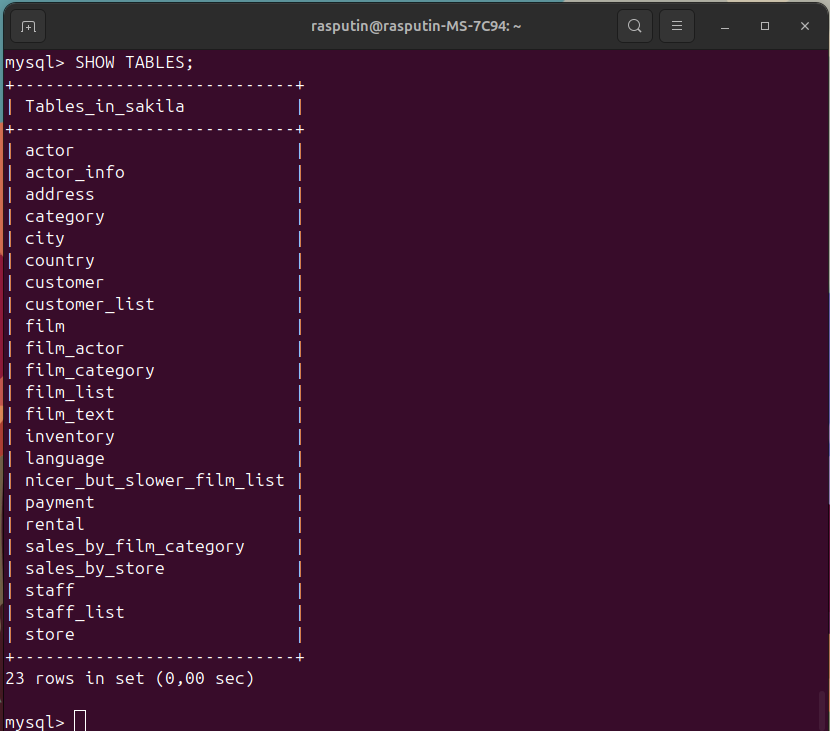 rasputin@rasputin-MS-7C94: ~
mysql> SHOW TABLES;
+----------------------------+
| Tables_in_sakila           |
+----------------------------+
| actor                      |
| actor_info                 |
| address                    |
| category                   |
| city                       |
| country                    |
| customer                   |
| customer_list              |
| film                       |
| film_actor                 |
| film_category              |
| film_list                  |
| film_text                  |
| inventory                  |
| language                   |
| nicer_but_slower_film_list |
| payment                    |
| rental                     |
| sales_by_film_category     |
| sales_by_store             |
| staff                      |
| staff_list                 |
| store                      |
+----------------------------+
23 rows in set (0,00 sec)
mysql>